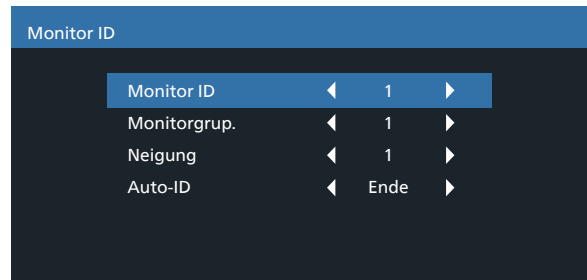 Monitor ID
Monitor ID 1
Monitorgrup. 1
Neigung 1
Auto-ID Ende